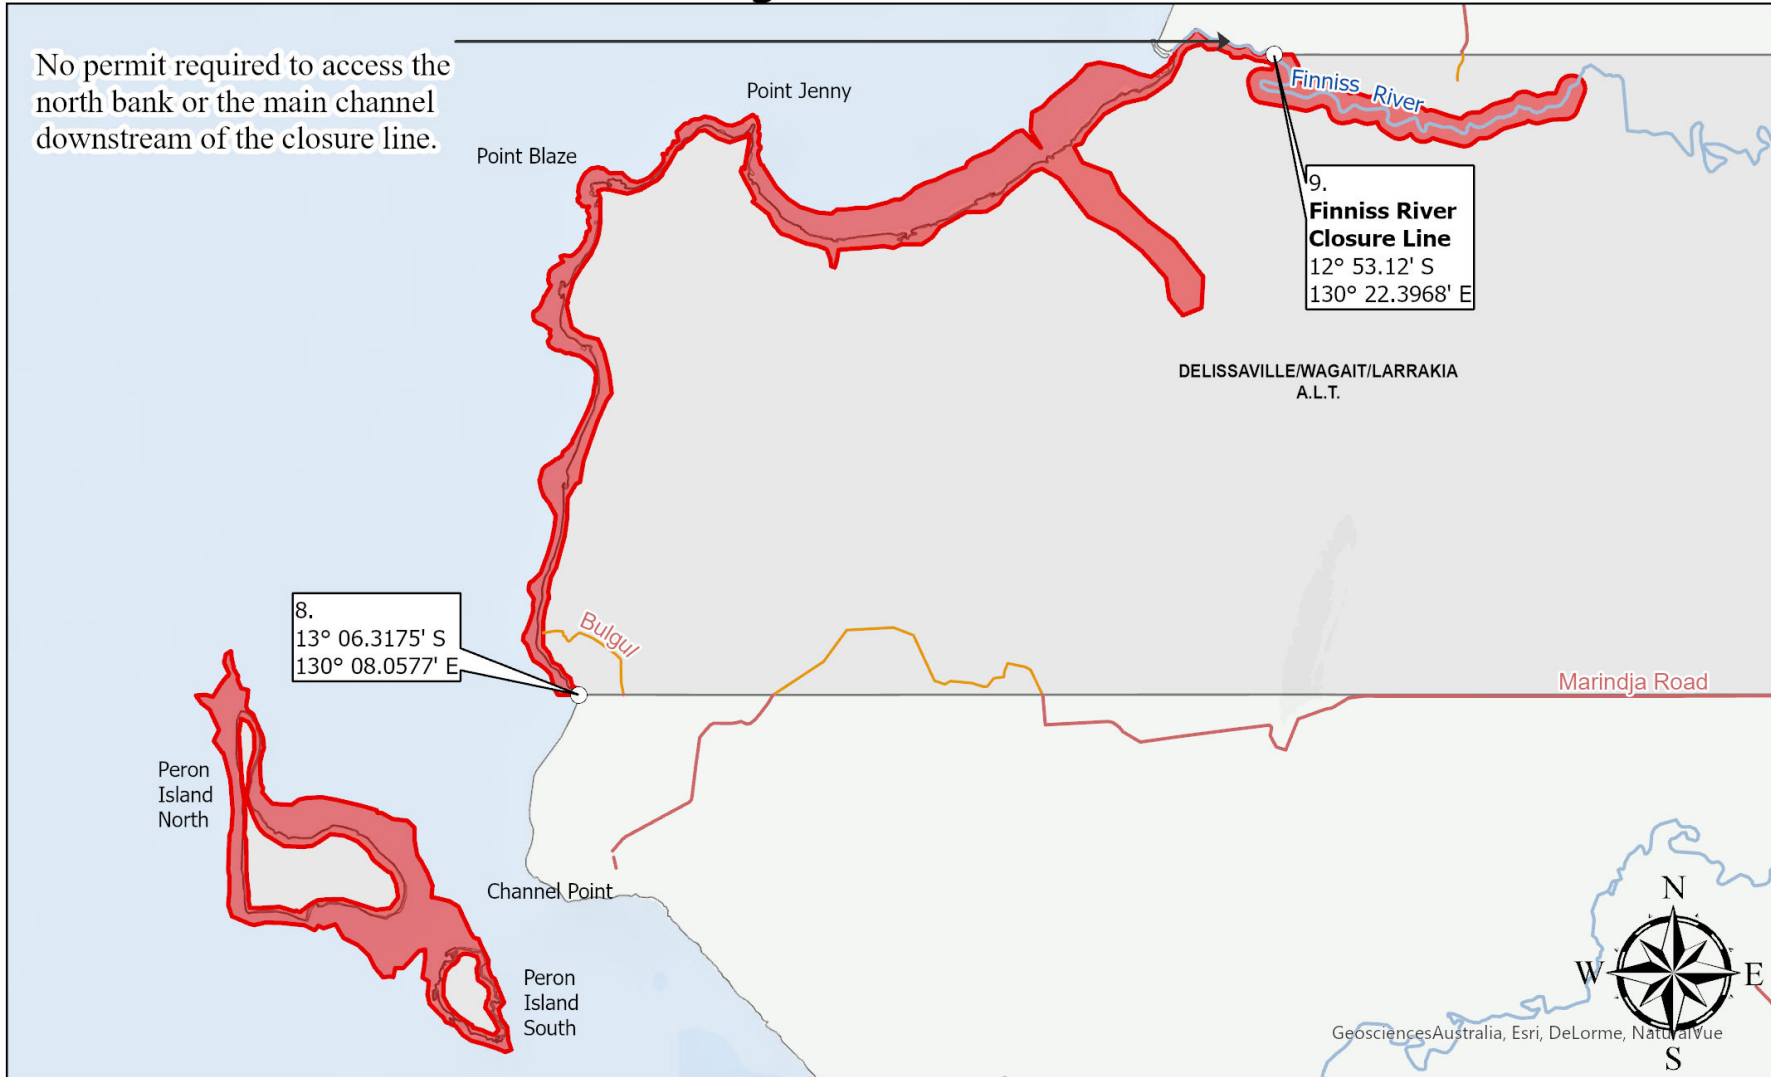 No permit required to access the
north bank or the main channel
downstream of the closure line.
Point Jenny
Point Blaze
Finniss River
9.
Finniss River
Closure Line
12° 53.12' S
130° 22.3968' E
DELISSAVILLE/WAGAIT/LARRAKIA
A.L.T.
8.
13° 06.3175' S
130° 08.0577' E
Bulgul
Marindja Road
Peron
Island
North
Channel Point
Peron
Island
South
N
W
E
S
GeosciencesAustralia, Esri, DeLorme, NaturalVue